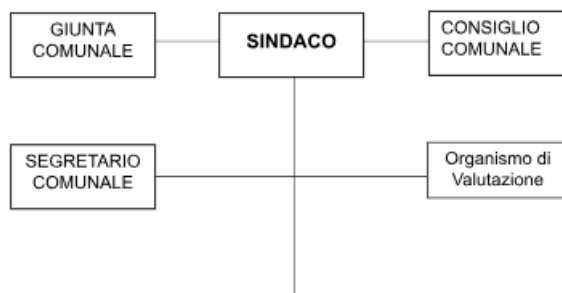 GIUNTA
COMUNALE
SINDACO
CONSIGLIO
COMUNALE
SEGRETARIO
COMUNALE
Organismo di
Valutazione